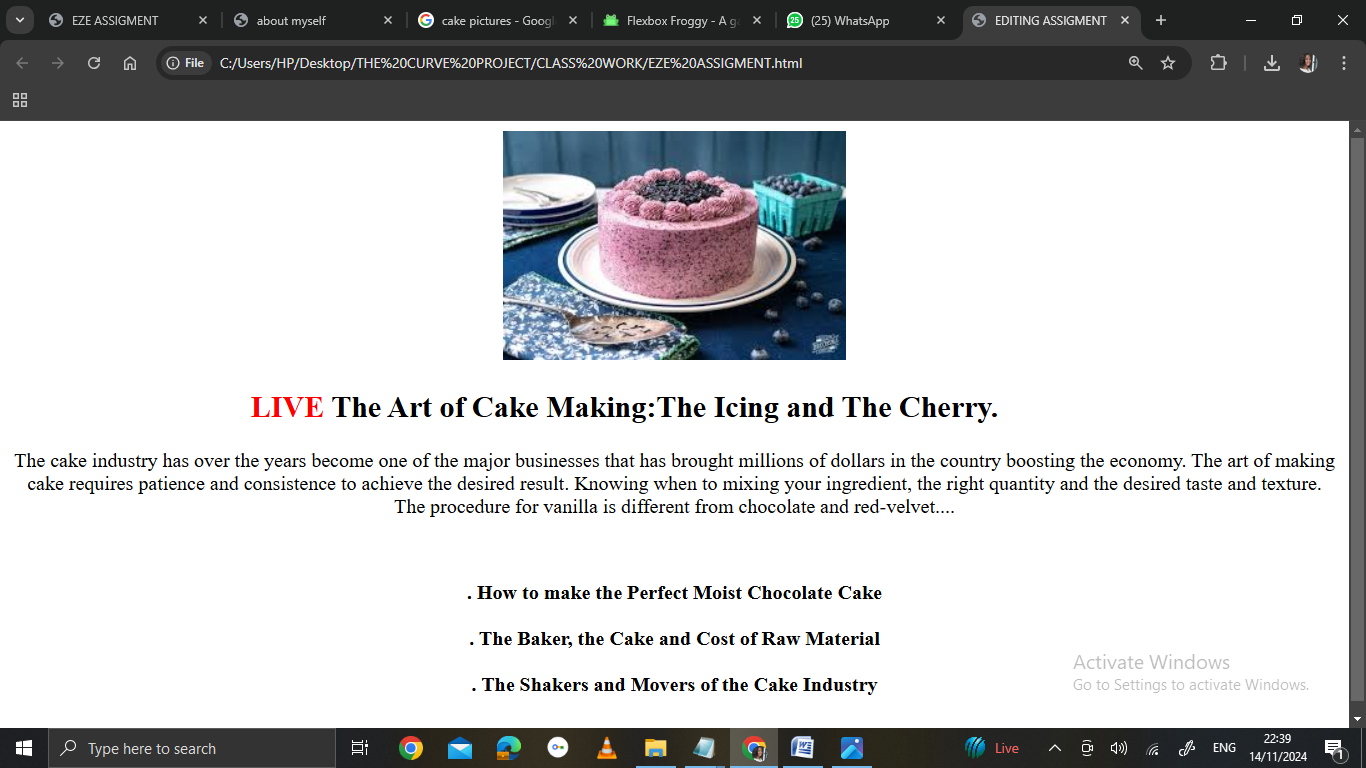 EZE ASSIGMENT
about myself
cake pictures - Googl
Flexbox Froggy - A ga
(25) WhatsApp
EDITING ASSIGMENT
File
C:/Users/HP/Desktop/THE%20CURVE%20PROJECT/CLASS%20WORK/EZE%20ASSIGMENT.html
LIVE The Art of Cake Making:The Icing and The Cherry.
The cake industry has over the years become one of the major businesses that has brought millions of dollars in the country boosting the economy. The art of making
cake requires patience and consistence to achieve the desired result. Knowing when to mixing your ingredient, the right quantity and the desired taste and texture.
The procedure for vanilla is different from chocolate and red-velvet....
. How to make the Perfect Moist Chocolate Cake
. The Baker, the Cake and Cost of Raw Material
. The Shakers and Movers of the Cake Industry
Activate Windows
Go to Settings to activate Windows.
Type here to search
Live
ENG
22:39
14/11/2024
1